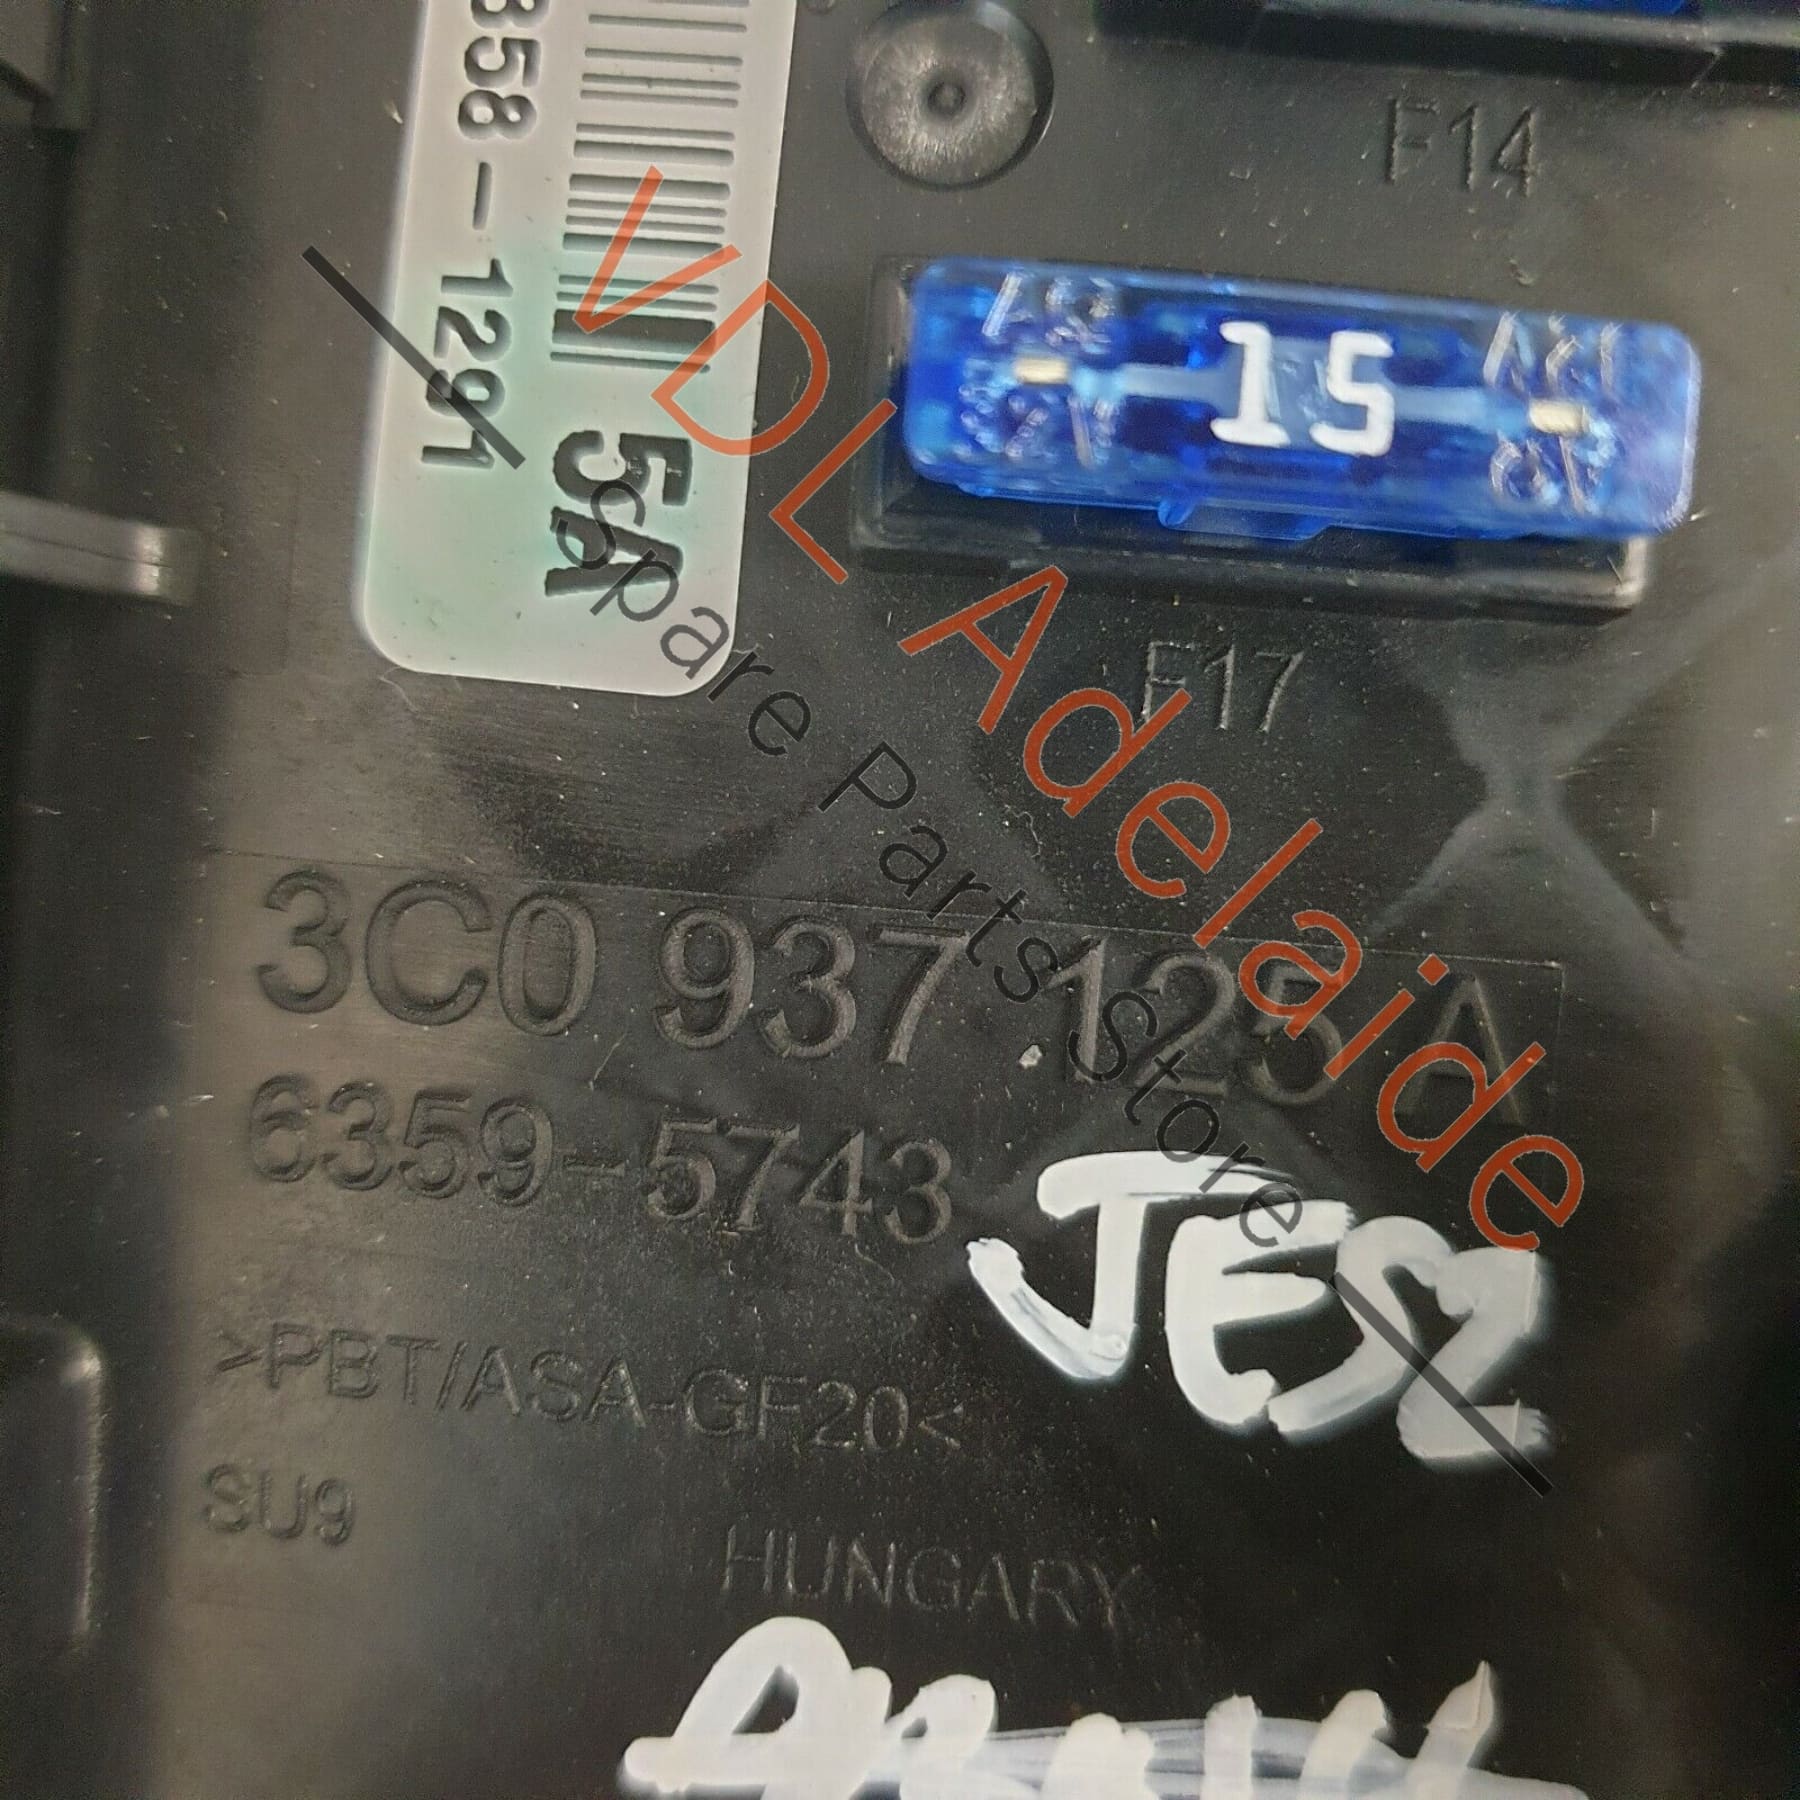 358-1291
5A
F14
15
F17
3C0 937 125 A
6359-5743
>PBT/ASA-GF20<
SU9
HUNGARY
JES2
VDL Adelaide
Spare Parts Store